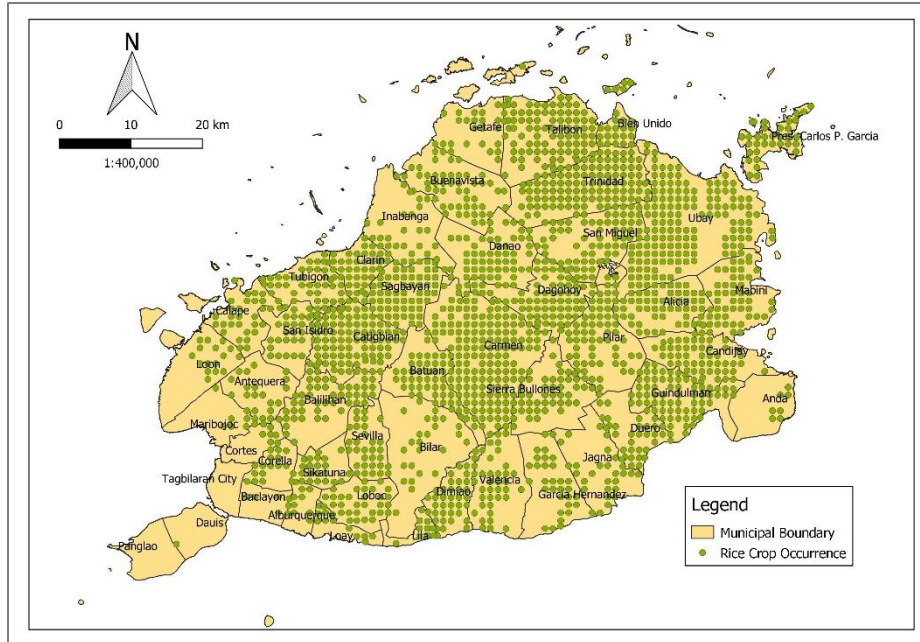 N
0 10 20 km
1:400,000
Getafe
Talibon
Bien Unido
Pres. Carlos P. Garcia
Buenavista
Trinidad
Inabanga
Ubay
San Miguel
Danao
Clarin
Tubigon
Sagbayan
Dagohoy
Mabini
Alicia
Calape
San Isidro
Catigbian
Carmen
Pilar
Candijay
Loon
Batuan
Antequera
Sierra Bullones
Guindulman
Anda
Balilihan
Maribojoc
Duero
Sevilla
Bilar
Cortes
Corella
Jagna
Sikatuna
Tagbilaran City
Valencia
Dimiao
Baclayon
Loboc
Garcia Hernandez
Alburquerque
Dauis
Loay
Lila
Panglao
Legend
Municipal Boundary
Rice Crop Occurrence